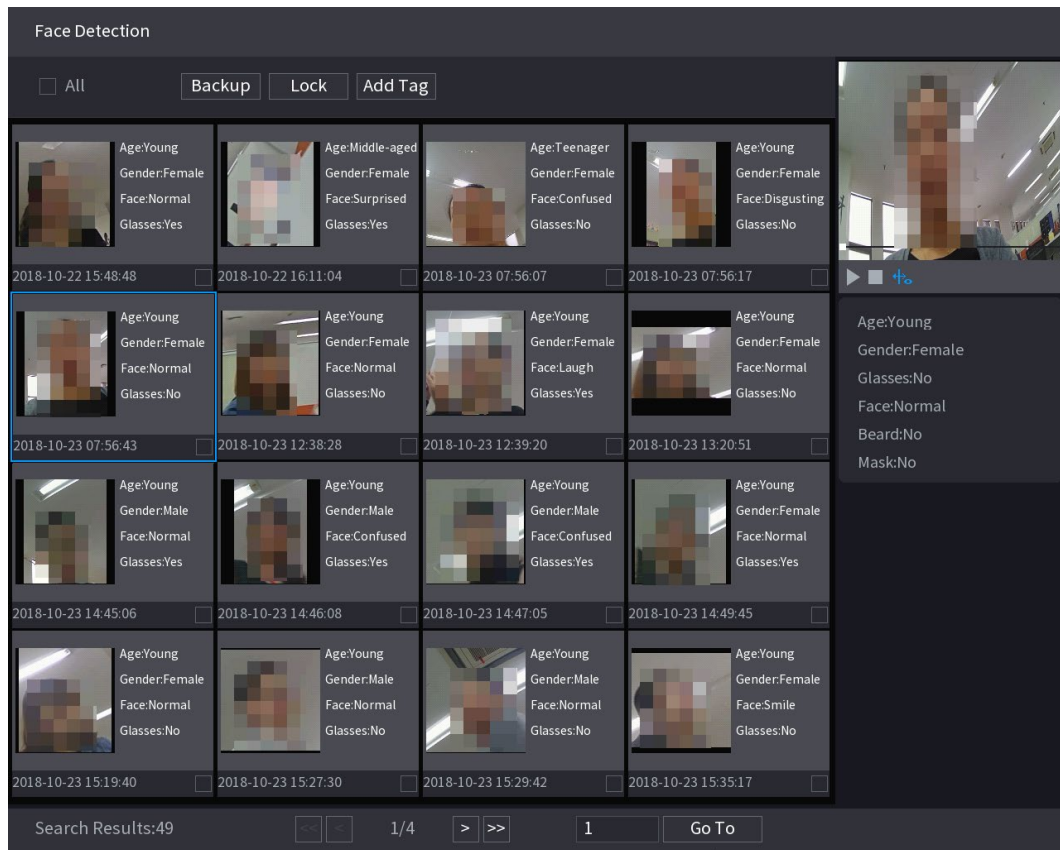 Face Detection
All
Backup
Lock
Add Tag
Age:Young
Gender:Female
Face:Normal
Glasses:Yes
2018-10-22 15:48:48
Age:Middle-aged
Gender:Female
Face:Surprised
Glasses:Yes
2018-10-22 16:11:04
Age:Teenager
Gender:Female
Face:Confused
Glasses:No
2018-10-23 07:56:07
Age:Young
Gender:Female
Face:Disgusting
Glasses:No
2018-10-23 07:56:17
Age:Young
Gender:Female
Face:Normal
Glasses:No
2018-10-23 07:56:43
Age:Young
Gender:Female
Face:Normal
Glasses:No
2018-10-23 12:38:28
Age:Young
Gender:Female
Face:Laugh
Glasses:Yes
2018-10-23 12:39:20
Age:Young
Gender:Female
Face:Normal
Glasses:No
2018-10-23 13:20:51
Age:Young
Gender:Male
Face:Normal
Glasses:Yes
2018-10-23 14:45:06
Age:Young
Gender:Male
Face:Confused
Glasses:Yes
2018-10-23 14:46:08
Age:Young
Gender:Male
Face:Confused
Glasses:Yes
2018-10-23 14:47:05
Age:Young
Gender:Female
Face:Normal
Glasses:Yes
2018-10-23 14:49:45
Age:Young
Gender:Female
Face:Normal
Glasses:No
2018-10-23 15:19:40
Age:Young
Gender:Male
Face:Normal
Glasses:No
2018-10-23 15:27:30
Age:Young
Gender:Male
Face:Normal
Glasses:No
2018-10-23 15:29:42
Age:Young
Gender:Female
Face:Smile
Glasses:No
2018-10-23 15:35:17
Age:Young
Gender:Female
Glasses:No
Face:Normal
Beard:No
Mask:No
Search Results:49
<<
<
1/4
>
>>
1
Go To